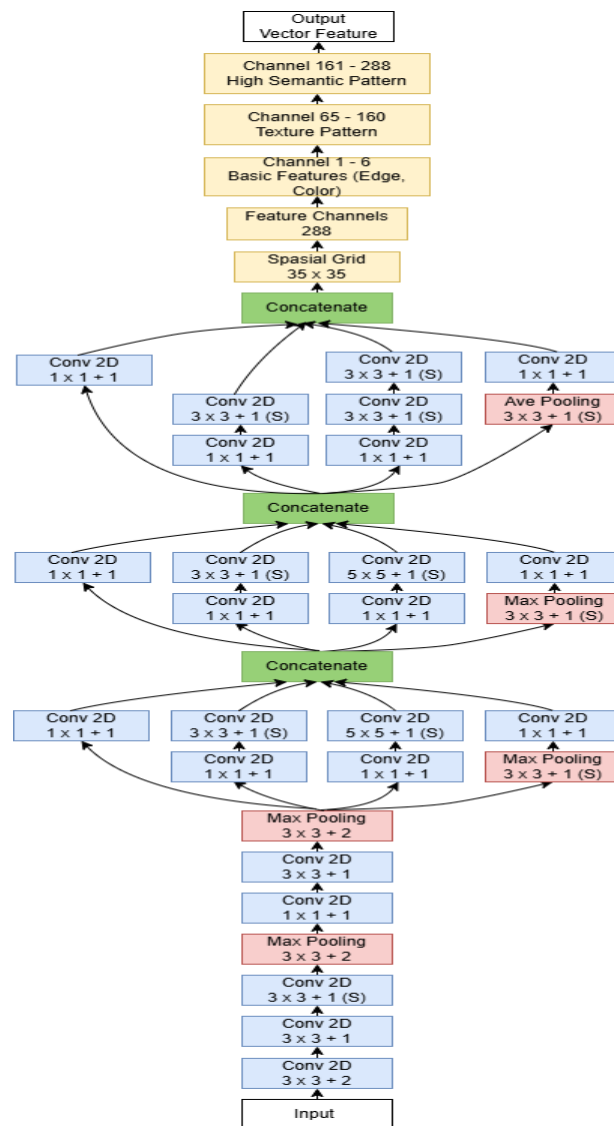 Output
Vector Feature
Channel 161 - 288
High Semantic Pattern
Channel 65 - 160
Texture Pattern
Channel 1 - 6
Basic Features (Edge,
Color)
Feature Channels
288
Spasial Grid
35 x 35
Concatenate
Conv 2D
1 x 1 + 1
Conv 2D
3 x 3 + 1 (S)
Conv 2D
1 x 1 + 1
Conv 2D
3 x 3 + 1 (S)
Conv 2D
3 x 3 + 1 (S)
Conv 2D
1 x 1 + 1
Conv 2D
1 x 1 + 1
Ave Pooling
3 x 3 + 1 (S)
Concatenate
Conv 2D
1 x 1 + 1
Conv 2D
3 x 3 + 1 (S)
Conv 2D
1 x 1 + 1
Conv 2D
5 x 5 + 1 (S)
Conv 2D
1 x 1 + 1
Conv 2D
1 x 1 + 1
Max Pooling
3 x 3 + 1 (S)
Concatenate
Conv 2D
1 x 1 + 1
Conv 2D
3 x 3 + 1 (S)
Conv 2D
1 x 1 + 1
Conv 2D
5 x 5 + 1 (S)
Conv 2D
1 x 1 + 1
Conv 2D
1 x 1 + 1
Max Pooling
3 x 3 + 1 (S)
Max Pooling
3 x 3 + 2
Conv 2D
3 x 3 + 1
Conv 2D
1 x 1 + 1
Max Pooling
3 x 3 + 2
Conv 2D
3 x 3 + 1 (S)
Conv 2D
3 x 3 + 1
Conv 2D
3 x 3 + 2
Input